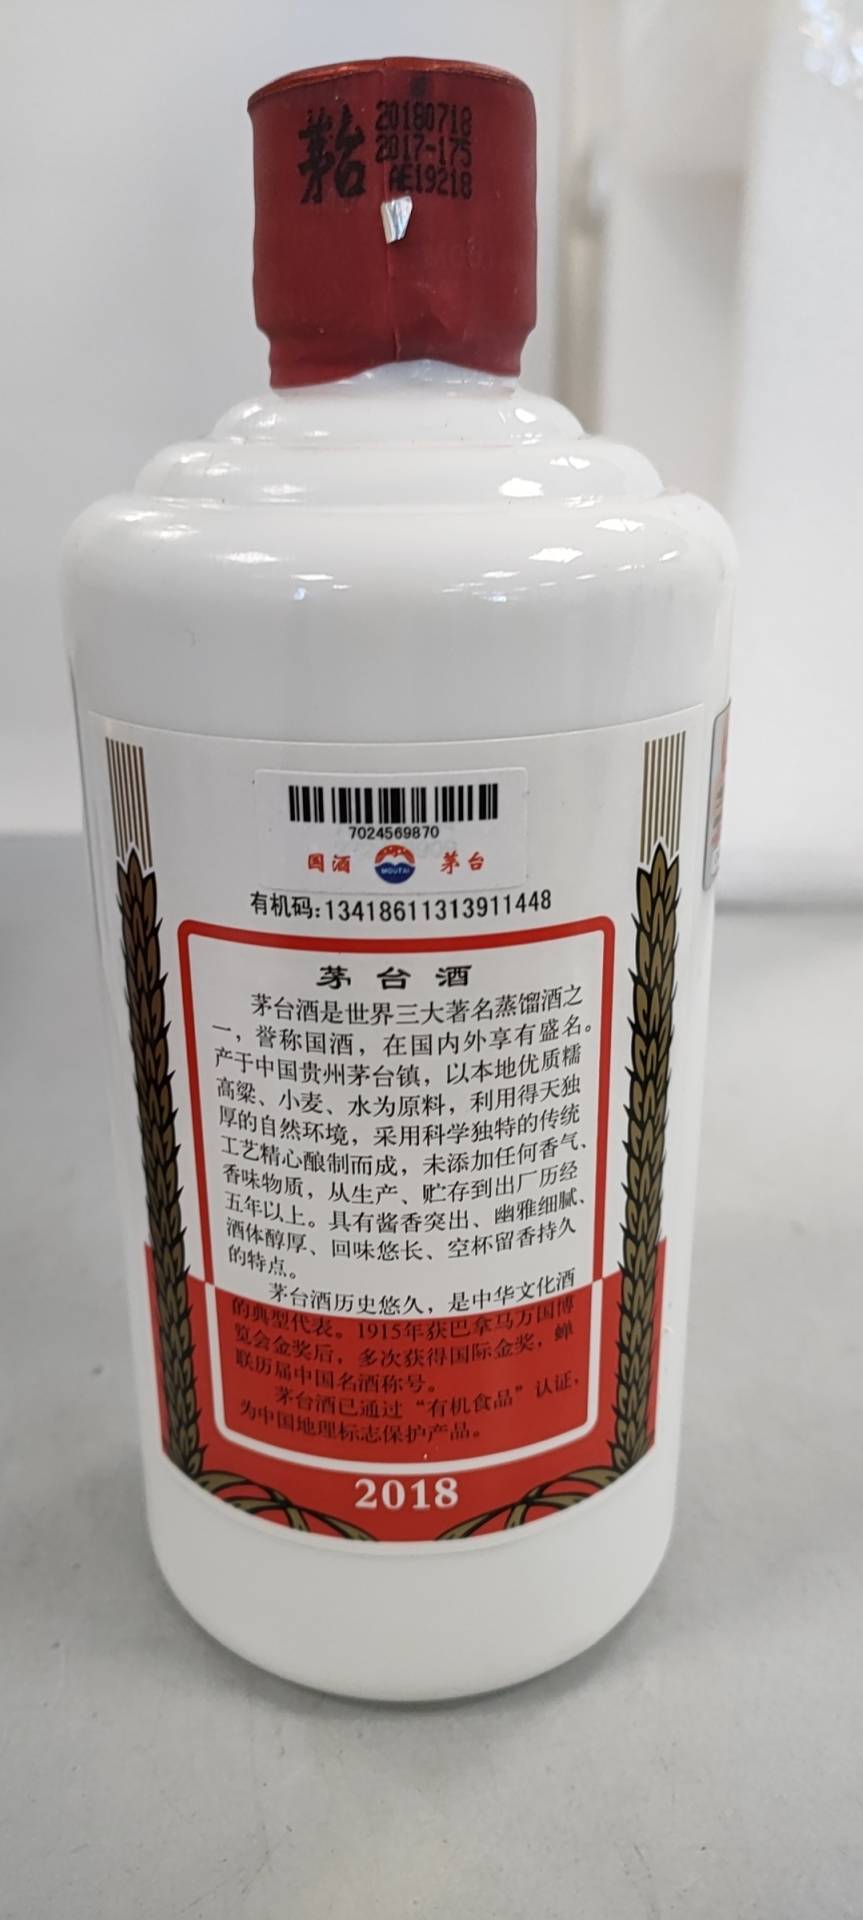 茅台
20180718
2017-175
AE19218
7024569870
国酒 MOUTAI 茅台
有机码:13418611313911448
茅台酒
茅台酒是世界三大著名蒸馏酒之
一，誉称国酒，在国内外享有盛名。
产于中国贵州茅台镇，以本地优质糯
高粱、小麦、水为原料，利用得天独
厚的自然环境，采用科学独特的传统
工艺精心酿制而成，未添加任何香气、
香味物质，从生产、贮存到出厂历经
五年以上。具有酱香突出、幽雅细腻、
酒体醇厚、回味悠长、空杯留香持久
的特点。
茅台酒历史悠久，是中华文化酒
的典型代表。1915年获巴拿马万国博
览会金奖后，多次获得国际金奖，蝉
联历届中国名酒称号。
茅台酒已通过“有机食品”认证，
为中国地理标志保护产品。
2018